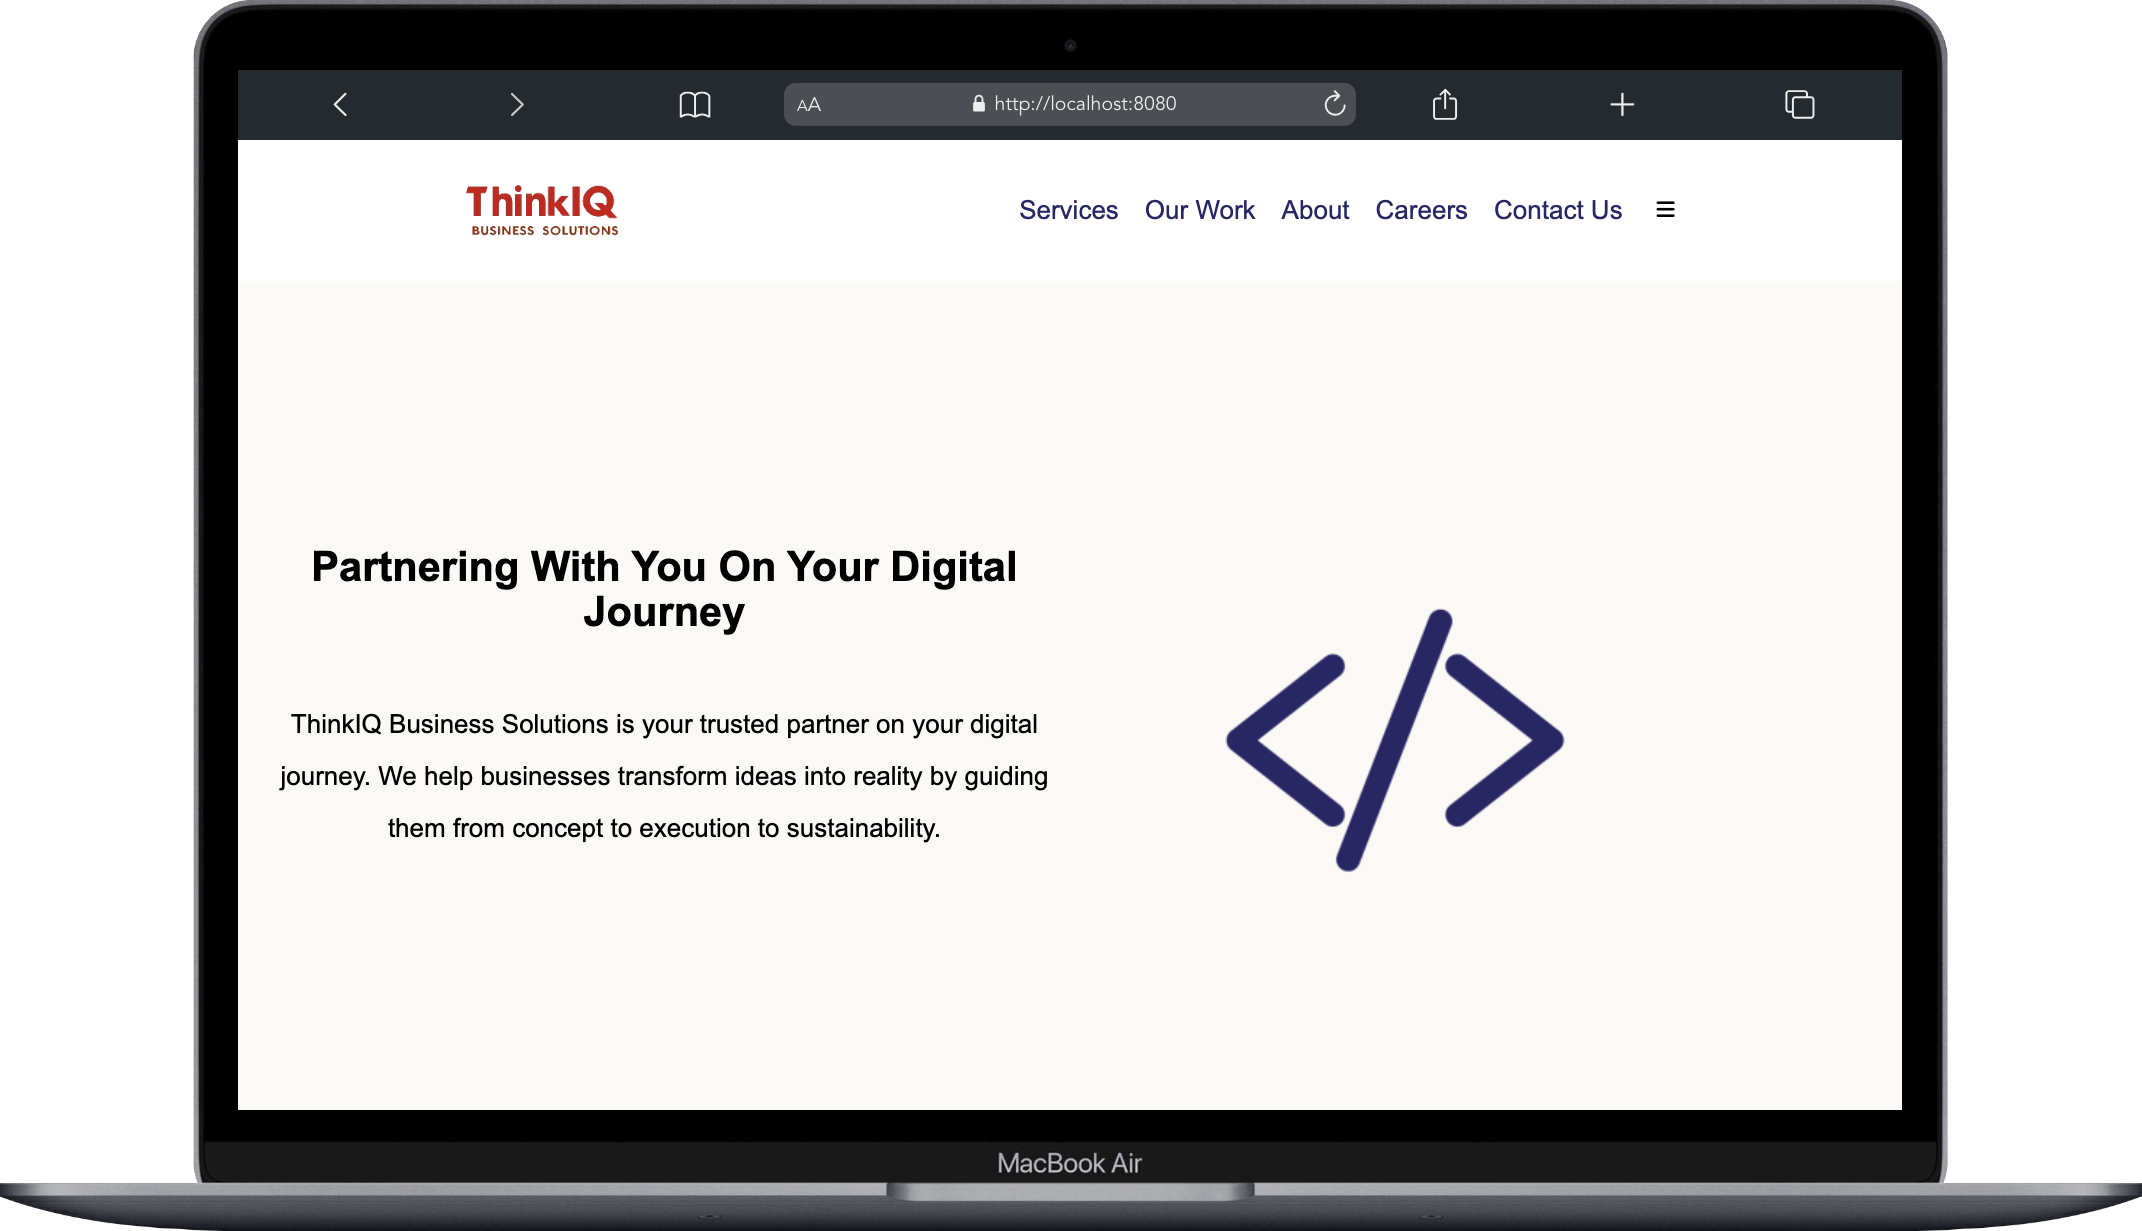 AA
http://localhost:8080
ThinkIQ
BUSINESS SOLUTIONS
Services Our Work About Careers Contact Us
Partnering With You On Your Digital
Journey
ThinkIQ Business Solutions is your trusted partner on your digital
journey. We help businesses transform ideas into reality by guiding
them from concept to execution to sustainability.
</>
MacBook Air